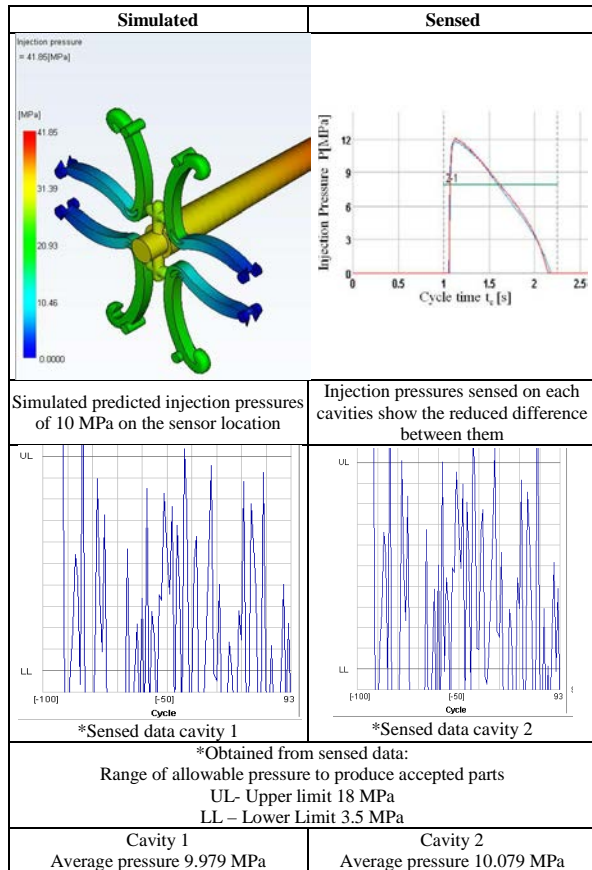 Simulated
Sensed
Injection pressure
= 41.85[MPa]
[MPa]
41.85
31.39
20.93
10.46
0.0000
Injection Pressure P[MPa]
12
9
6
3
0
2-1
0
0.5
1
1.5
2
2.5
Cycle time tc [s]
Simulated predicted injection pressures
of 10 MPa on the sensor location
Injection pressures sensed on each
cavities show the reduced difference
between them
UL
LL
[-100]
[-50]
93
Cycle
*Sensed data cavity 1
UL
LL
[-100]
[-50]
93
Cycle
*Sensed data cavity 2
*Obtained from sensed data:
Range of allowable pressure to produce accepted parts
UL- Upper limit 18 MPa
LL – Lower Limit 3.5 MPa
Cavity 1
Average pressure 9.979 MPa
Cavity 2
Average pressure 10.079 MPa